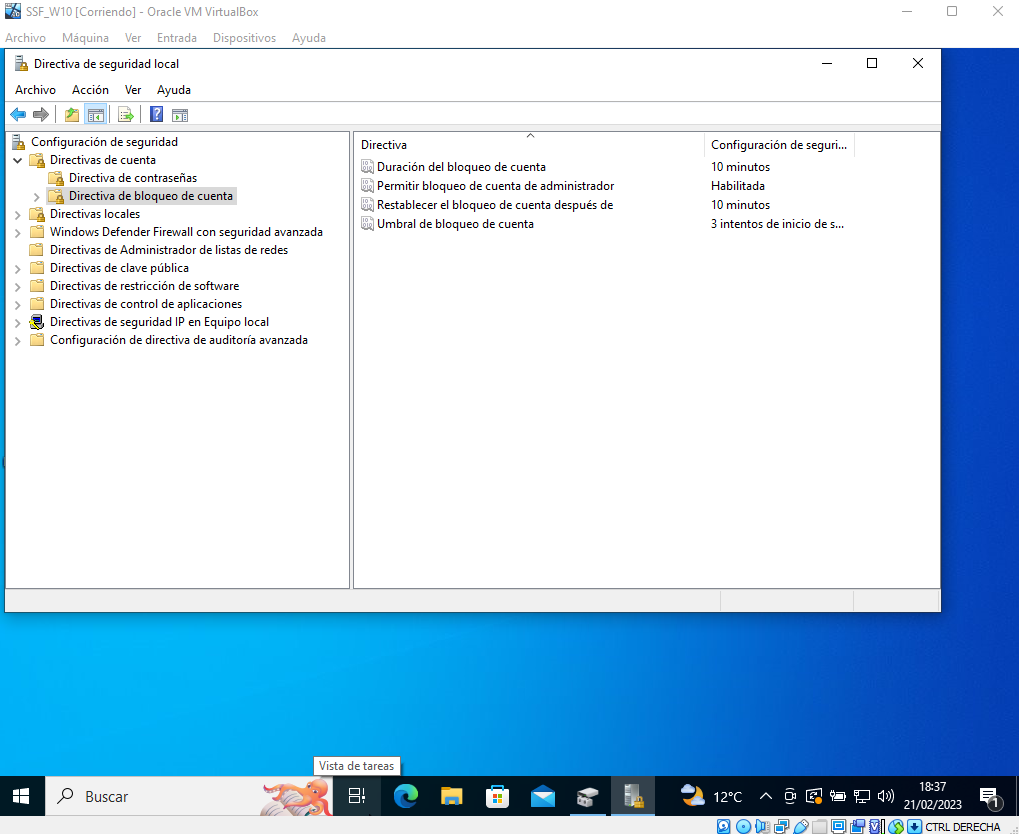 SSF_W10 [Corriendo] - Oracle VM VirtualBox
Archivo Máquina Ver Entrada Dispositivos Ayuda
Directiva de seguridad local
Archivo Acción Ver Ayuda
Configuración de seguridad
Directivas de cuenta
Directiva de contraseñas
Directiva de bloqueo de cuenta
Directivas locales
Windows Defender Firewall con seguridad avanzada
Directivas de Administrador de listas de redes
Directivas de clave pública
Directivas de restricción de software
Directivas de control de aplicaciones
Directivas de seguridad IP en Equipo local
Configuración de directiva de auditoría avanzada
Directiva Configuración de seguri...
Duración del bloqueo de cuenta 10 minutos
Permitir bloqueo de cuenta de administrador Habilitada
Restablecer el bloqueo de cuenta después de 10 minutos
Umbral de bloqueo de cuenta 3 intentos de inicio de s...
Vista de tareas
Buscar
12°C
18:37
21/02/2023
1
CTRL DERECHA